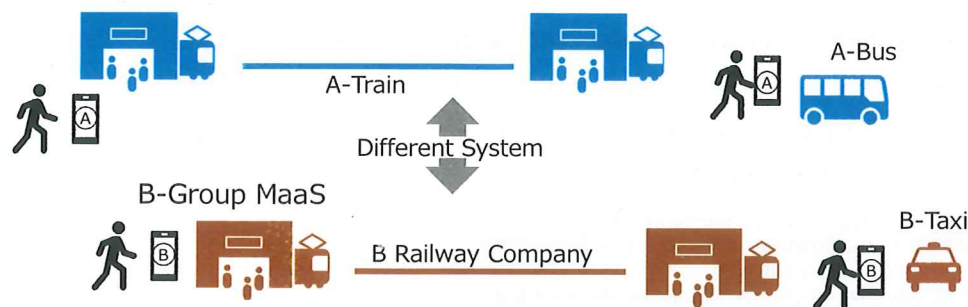 A-Train
A-Bus
A
A
Different System
B-Group MaaS
B Railway Company
B-Taxi
B
B